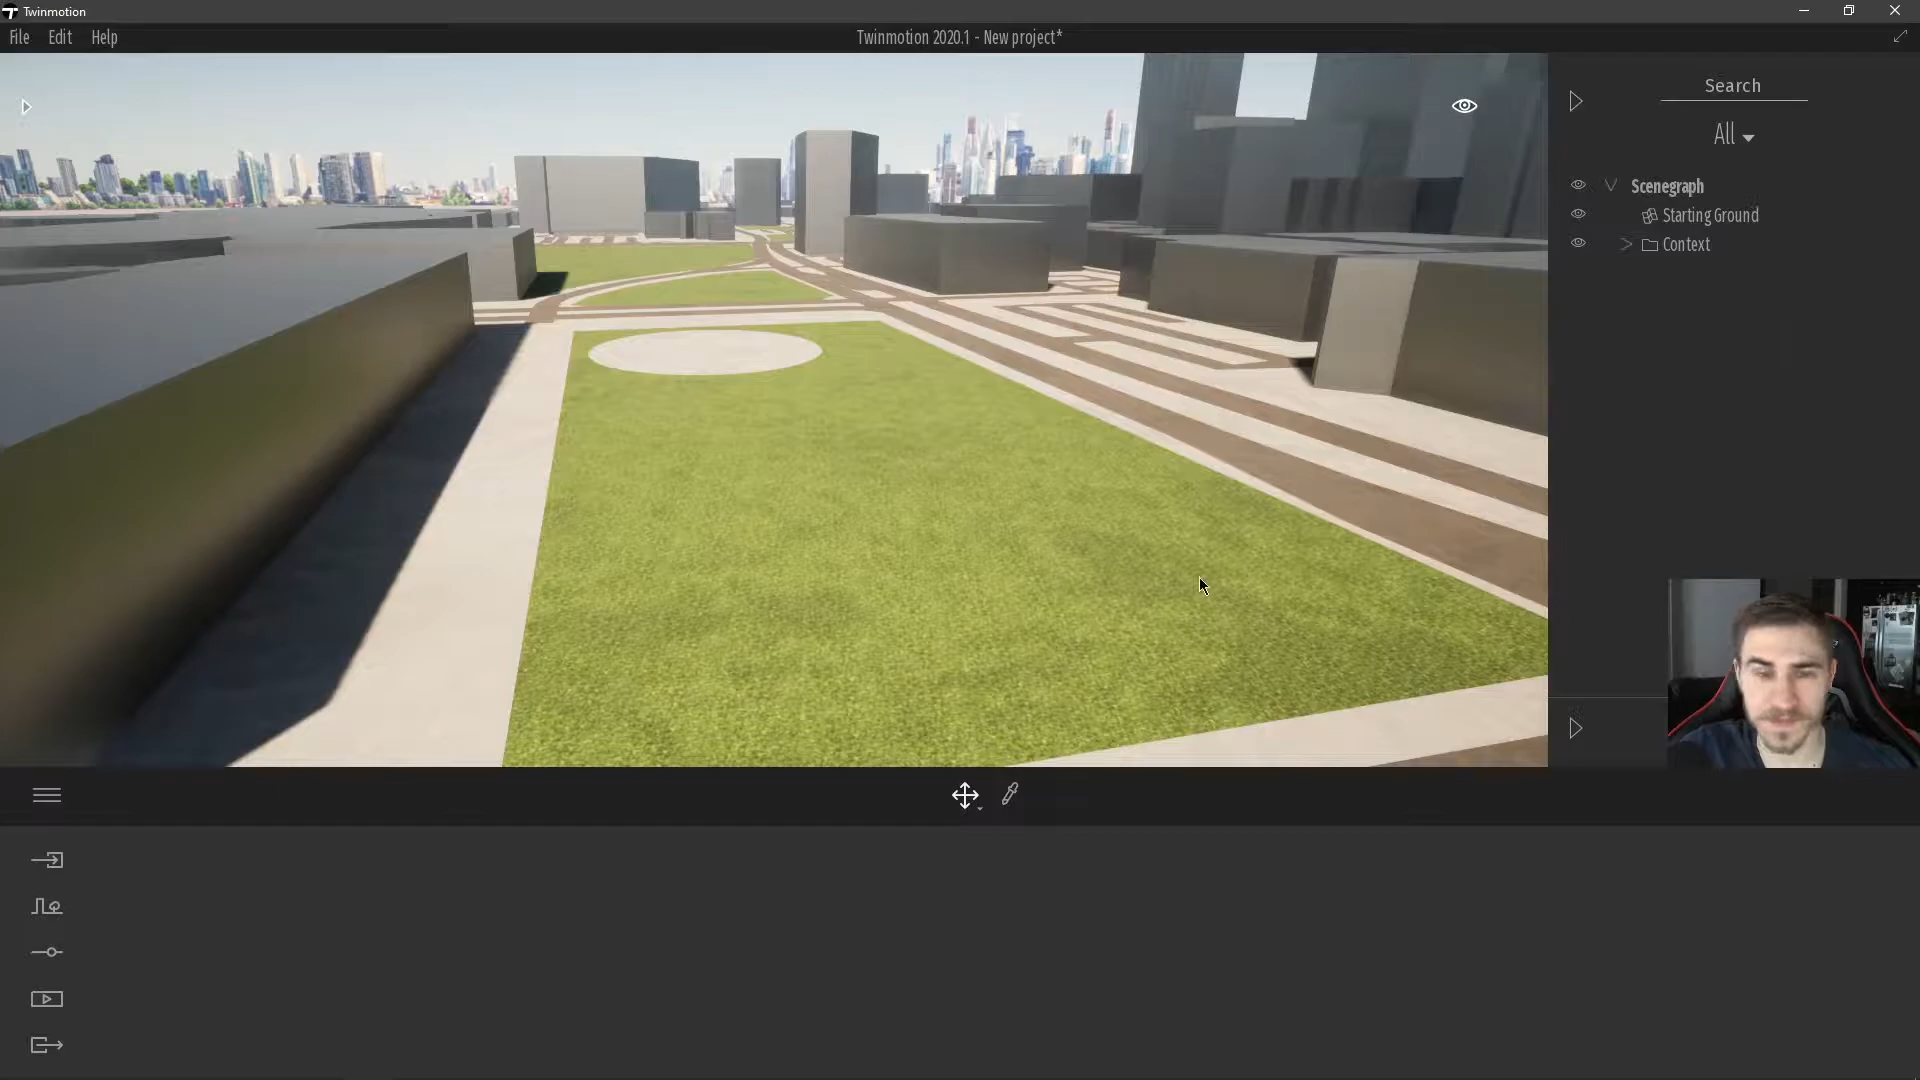 Twinmotion
File Edit Help
Twinmotion 2020.1 - New project*
Search
All
Scenegraph
Starting Ground
Context